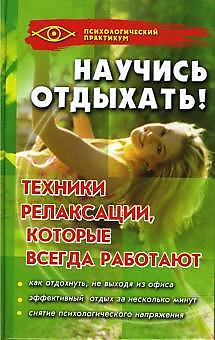 ПСИХОЛОГИЧЕСКИЙ
ПРАКТИКУМ
НАУЧИСЬ
ОТДЫХАТЬ!
ТЕХНИКИ
РЕЛАКСАЦИИ,
КОТОРЫЕ
ВСЕГДА РАБОТАЮТ
как отдохнуть, не выходя из офиса
эффективный отдых за несколько минут
снятие психологического напряжения